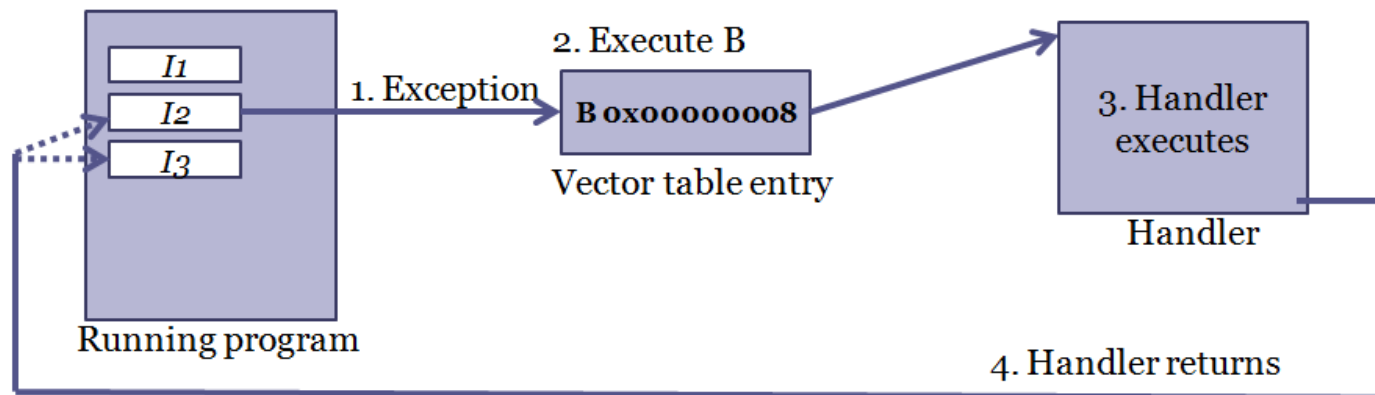 I1
I2
I3
Running program
1. Exception
2. Execute B
B 0x00000008
Vector table entry
3. Handler
executes
Handler
4. Handler returns